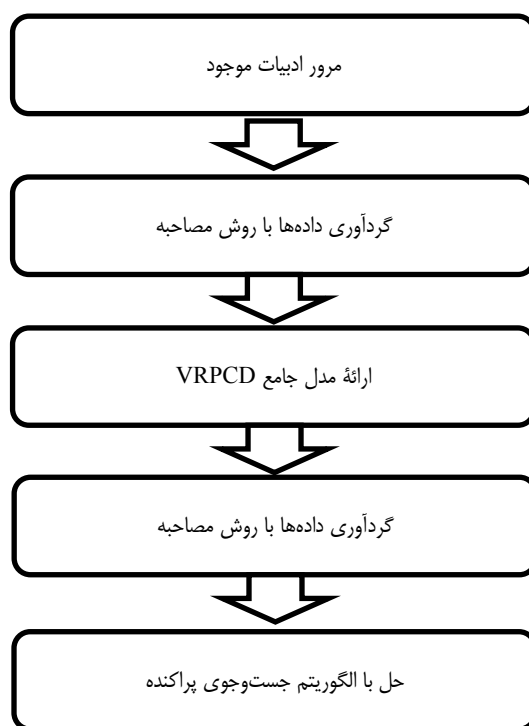 مرور ادبیات موجود
گردآوری داده‌ها با روش مصاحبه
ارائهٔ مدل جامع VRPCD
گردآوری داده‌ها با روش مصاحبه
حل با الگوریتم جست‌وجوی پراکنده